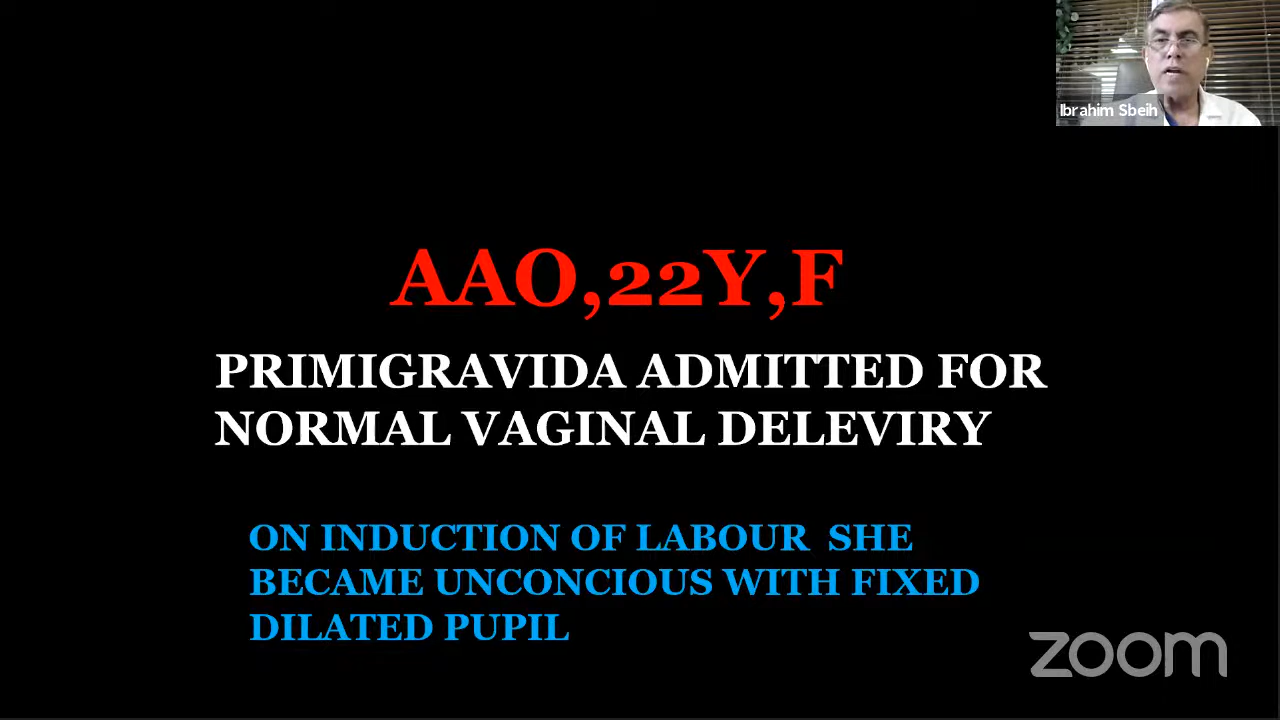 Ibrahim Sbeih
AAO,22Y,F
PRIMIGRAVIDA ADMITTED FOR
NORMAL VAGINAL DELEVIRY
ON INDUCTION OF LABOUR SHE
BECAME UNCONCIOUS WITH FIXED
DILATED PUPIL
zoom